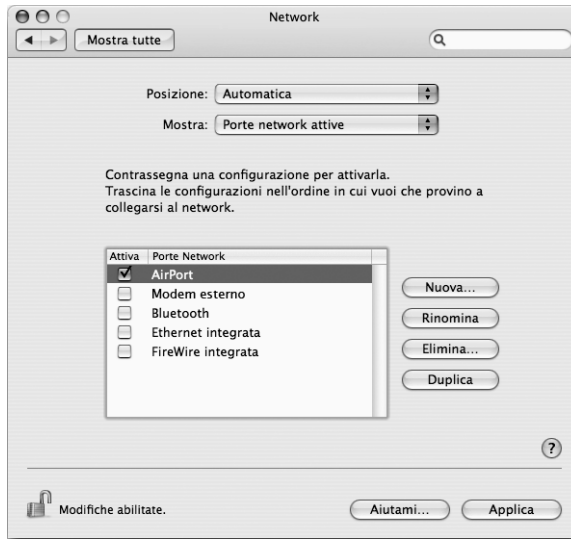 Network
Mostra tutte
Posizione: Automatica
Mostra: Porte network attive
Contrassegna una configurazione per attivarla.
Trascina le configurazioni nell'ordine in cui vuoi che provino a
collegarsi al network.
Attiva Porte Network
AirPort
Modem esterno
Bluetooth
Ethernet integrata
FireWire integrata
Nuova...
Rinomina
Elimina...
Duplica
?
Modifiche abilitate.
Aiutami...
Applica